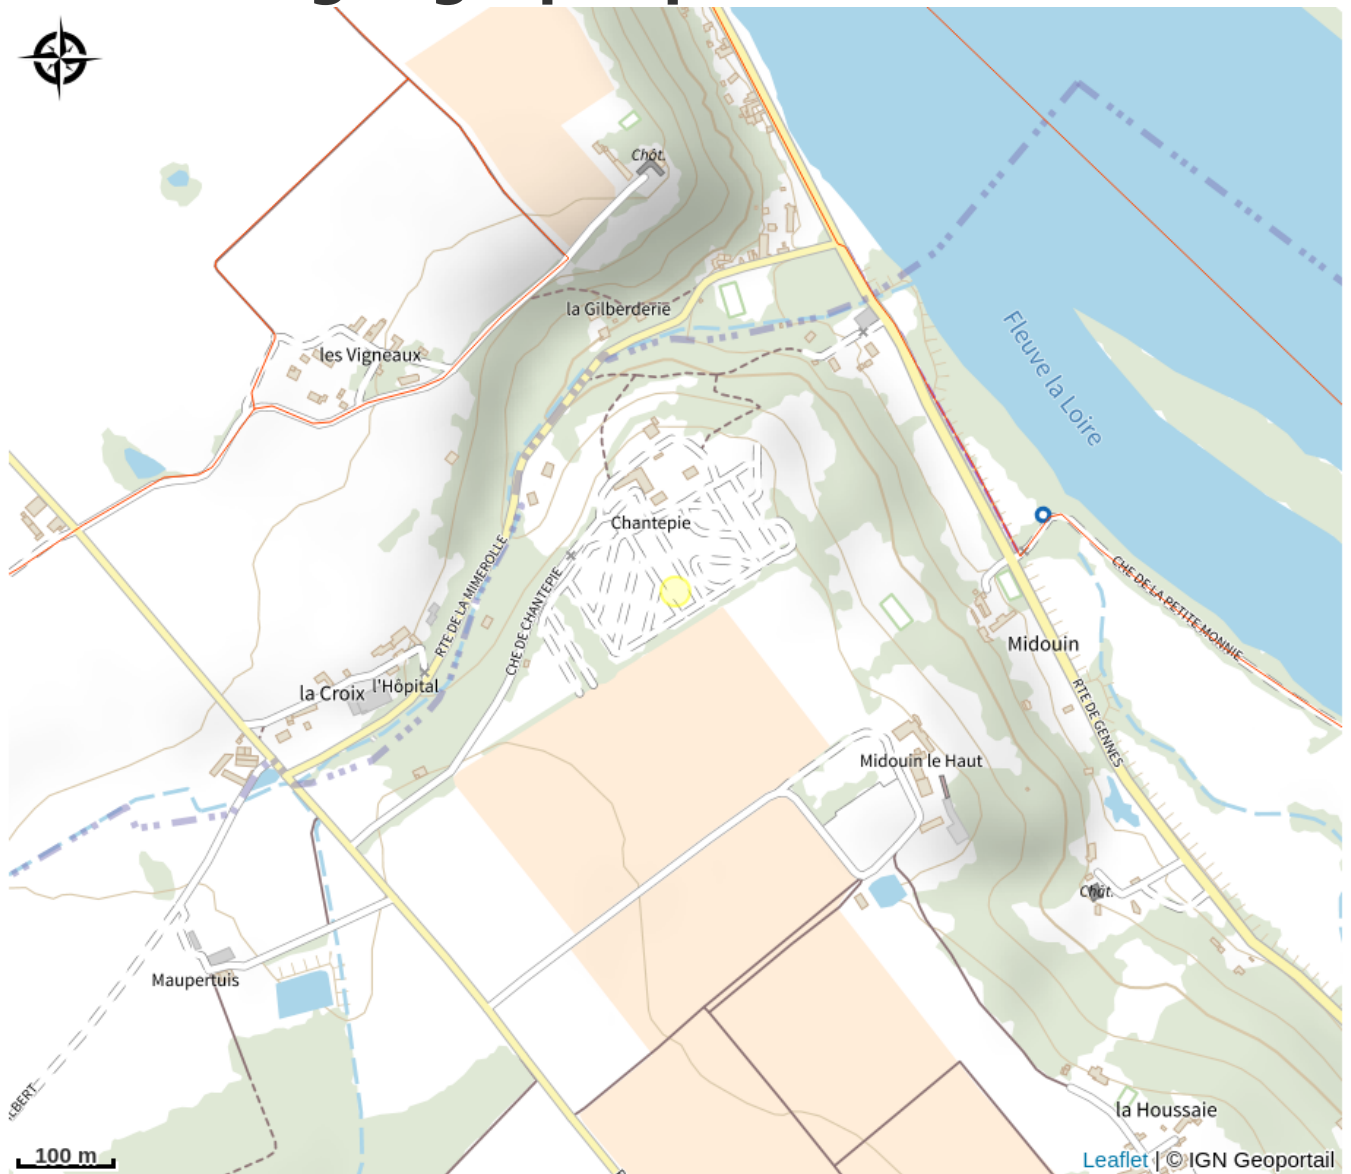 Chât.
la Gilberderie
les Vigneaux
Fleuve la Loire
Chantepie
RTE DE LA MIMEROLLE
CHE DE CHANTEPIE
CHE DE LA PETITE MONNIE
Midouin
la Croix
l'Hôpital
RTE DE GENNES
Midouin le Haut
Chât.
Maupertuis
la Houssaie
100 m
Leaflet | © IGN Geoportail